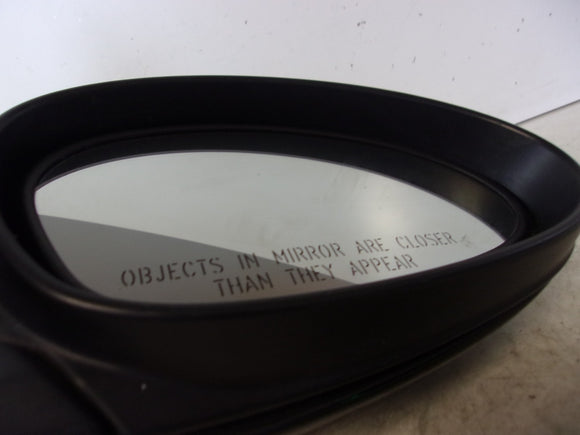 OBJECTS IN MIRROR ARE CLOSER
THAN THEY APPEAR